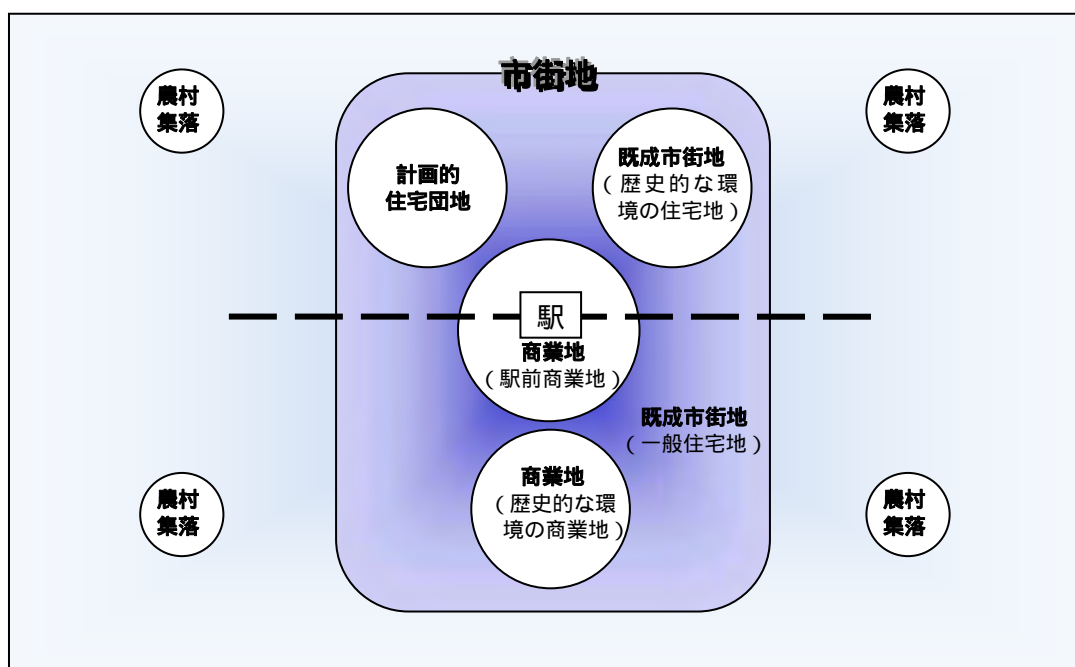 市街地
農村
集落
農村
集落
計画的
住宅団地
既成市街地
（歴史的な環
境の住宅地）
駅
商業地
（駅前商業地）
既成市街地
（一般住宅地）
商業地
（歴史的な環
境の商業地）
農村
集落
農村
集落